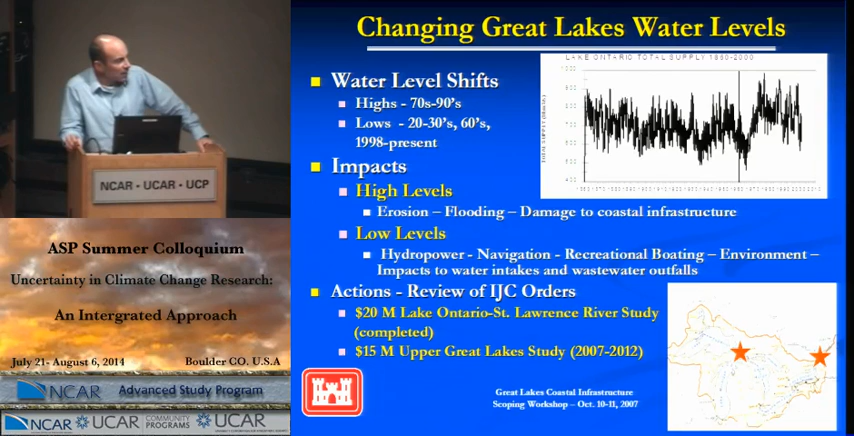 NCAR - UCAR - UCP
ASP Summer Colloquium
Uncertainty in Climate Change Research:
An Intergrated Approach
July 21- August 6, 2014 Boulder CO. U.S.A
NCAR Advanced Study Program
NCAR UCAR COMMUNITY PROGRAMS UCAR
Changing Great Lakes Water Levels
Water Level Shifts
Highs - 70s-90's
Lows - 20-30's, 60's,
1998-present
Impacts
High Levels
Erosion – Flooding – Damage to coastal infrastructure
Low Levels
Hydropower - Navigation - Recreational Boating – Environment –
Impacts to water intakes and wastewater outfalls
Actions - Review of IJC Orders
$20 M Lake Ontario-St. Lawrence River Study
(completed)
$15 M Upper Great Lakes Study (2007-2012)
Great Lakes Coastal Infrastructure
Scoping Workshop – Oct. 10-11, 2007
LAKE ONTARIO TOTAL SUPPLY 1860-2000